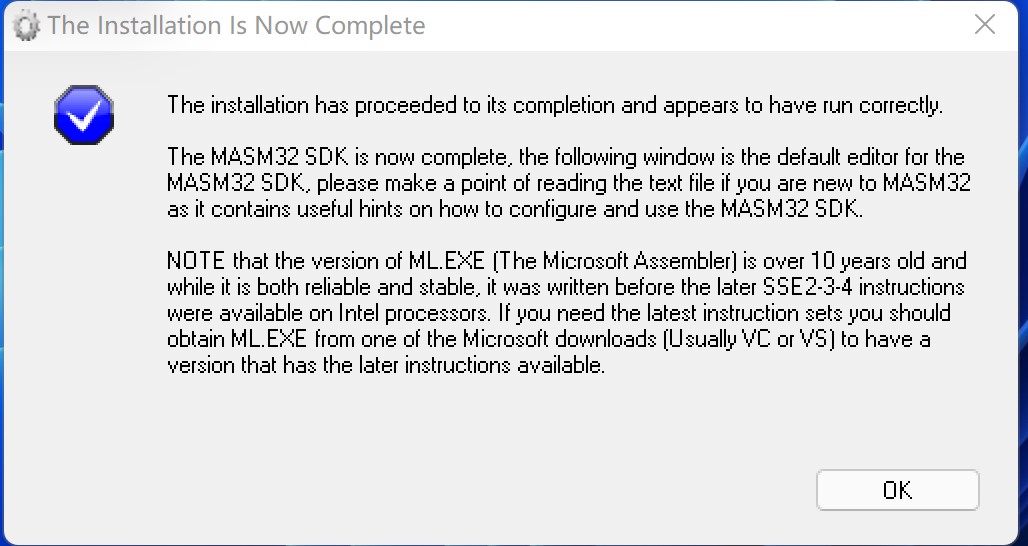 The Installation Is Now Complete
The installation has proceeded to its completion and appears to have run correctly.
The MASM32 SDK is now complete, the following window is the default editor for the
MASM32 SDK, please make a point of reading the text file if you are new to MASM32
as it contains useful hints on how to configure and use the MASM32 SDK.
NOTE that the version of ML.EXE (The Microsoft Assembler) is over 10 years old and
while it is both reliable and stable, it was written before the later SSE2-3-4 instructions
were available on Intel processors. If you need the latest instruction sets you should
obtain ML.EXE from one of the Microsoft downloads (Usually VC or VS) to have a
version that has the later instructions available.
OK